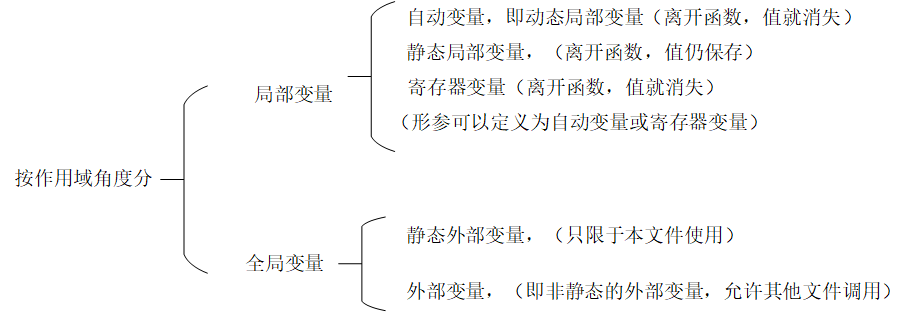 自动变量，即动态局部变量（离开函数，值就消失）
静态局部变量，（离开函数，值仍保存）
局部变量
寄存器变量（离开函数，值就消失）
（形参可以定义为自动变量或寄存器变量）
按作用域角度分
静态外部变量，（只限于本文件使用）
全局变量
外部变量，（即非静态的外部变量，允许其他文件调用）